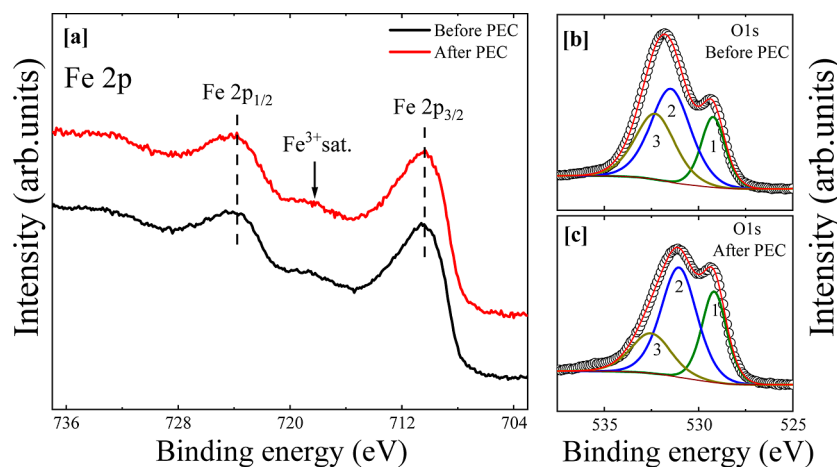 [a]
Before PEC
After PEC
Fe 2p
Fe 2p1/2
Fe3+ sat.
Fe 2p3/2
Intensity (arb.units)
736 728 720 712 704
Binding energy (eV)
[b]
O1s
Before PEC
1
2
3
[c]
O1s
After PEC
1
2
3
Intensity (arb.units)
535 530 525
Binding energy (eV)